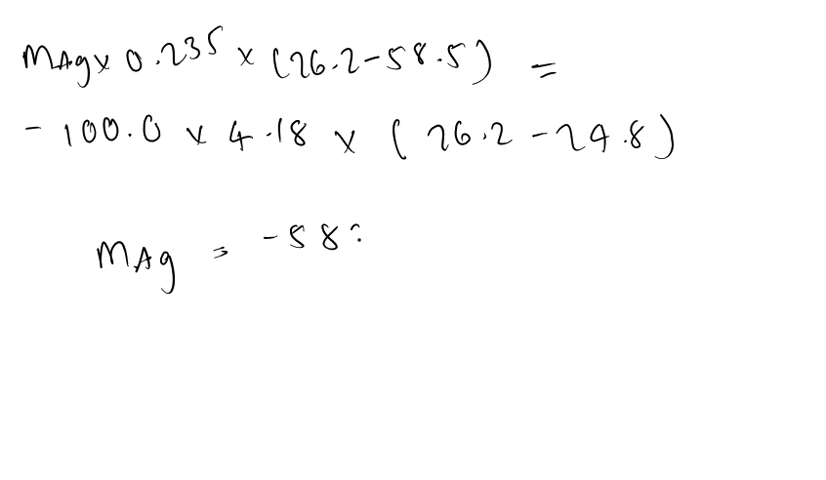 mAg x 0.235 x (26.2-58.5) =
- 100.0 x 4.18 x (26.2 - 24.8)
mAg = -58?